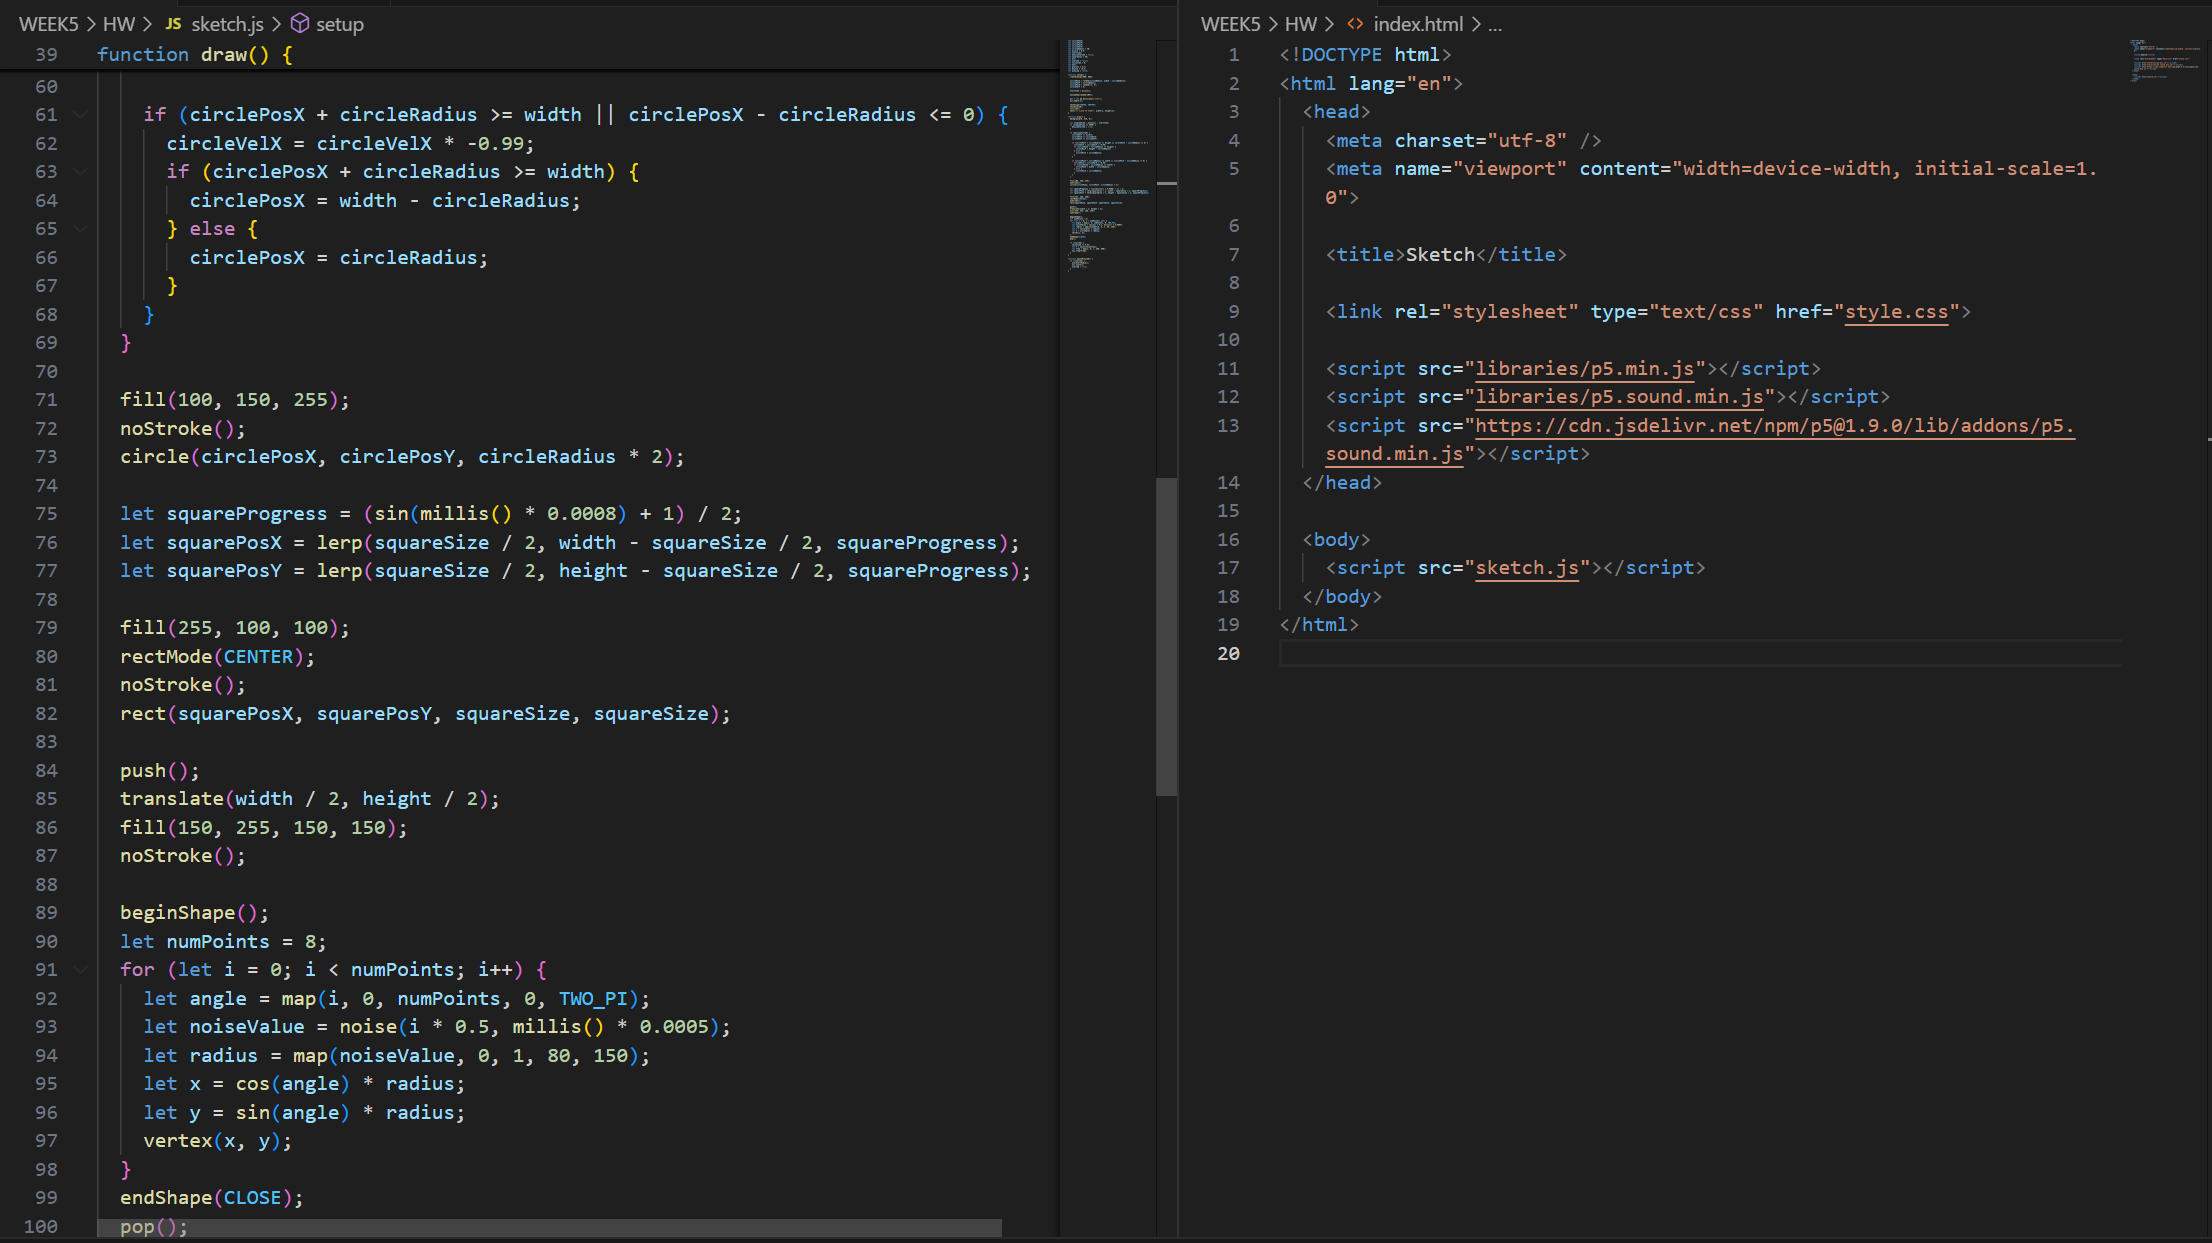 WEEK5 > HW > JS sketch.js > setup
39 function draw() {
60
61 if (circlePosX + circleRadius >= width || circlePosX - circleRadius <= 0) {
62 circleVelX = circleVelX * -0.99;
63 if (circlePosX + circleRadius >= width) {
64 circlePosX = width - circleRadius;
65 } else {
66 circlePosX = circleRadius;
67 }
68 }
69 }
70
71 fill(100, 150, 255);
72 noStroke();
73 circle(circlePosX, circlePosY, circleRadius * 2);
74
75 let squareProgress = (sin(millis() * 0.0008) + 1) / 2;
76 let squarePosX = lerp(squareSize / 2, width - squareSize / 2, squareProgress);
77 let squarePosY = lerp(squareSize / 2, height - squareSize / 2, squareProgress);
78
79 fill(255, 100, 100);
80 rectMode(CENTER);
81 noStroke();
82 rect(squarePosX, squarePosY, squareSize, squareSize);
83
84 push();
85 translate(width / 2, height / 2);
86 fill(150, 255, 150, 150);
87 noStroke();
88
89 beginShape();
90 let numPoints = 8;
91 for (let i = 0; i < numPoints; i++) {
92 let angle = map(i, 0, numPoints, 0, TWO_PI);
93 let noiseValue = noise(i * 0.5, millis() * 0.0005);
94 let radius = map(noiseValue, 0, 1, 80, 150);
95 let x = cos(angle) * radius;
96 let y = sin(angle) * radius;
97 vertex(x, y);
98 }
99 endShape(CLOSE);
100 pop();
WEEK5 > HW > <> index.html > ...
1 <!DOCTYPE html>
2 <html lang="en">
3 <head>
4 <meta charset="utf-8" />
5 <meta name="viewport" content="width=device-width, initial-scale=1.
0">
6
7 <title>Sketch</title>
8
9 <link rel="stylesheet" type="text/css" href="style.css">
10
11 <script src="libraries/p5.min.js"></script>
12 <script src="libraries/p5.sound.min.js"></script>
13 <script src="https://cdn.jsdelivr.net/npm/p5@1.9.0/lib/addons/p5.
sound.min.js"></script>
14 </head>
15
16 <body>
17 <script src="sketch.js"></script>
18 </body>
19 </html>
20